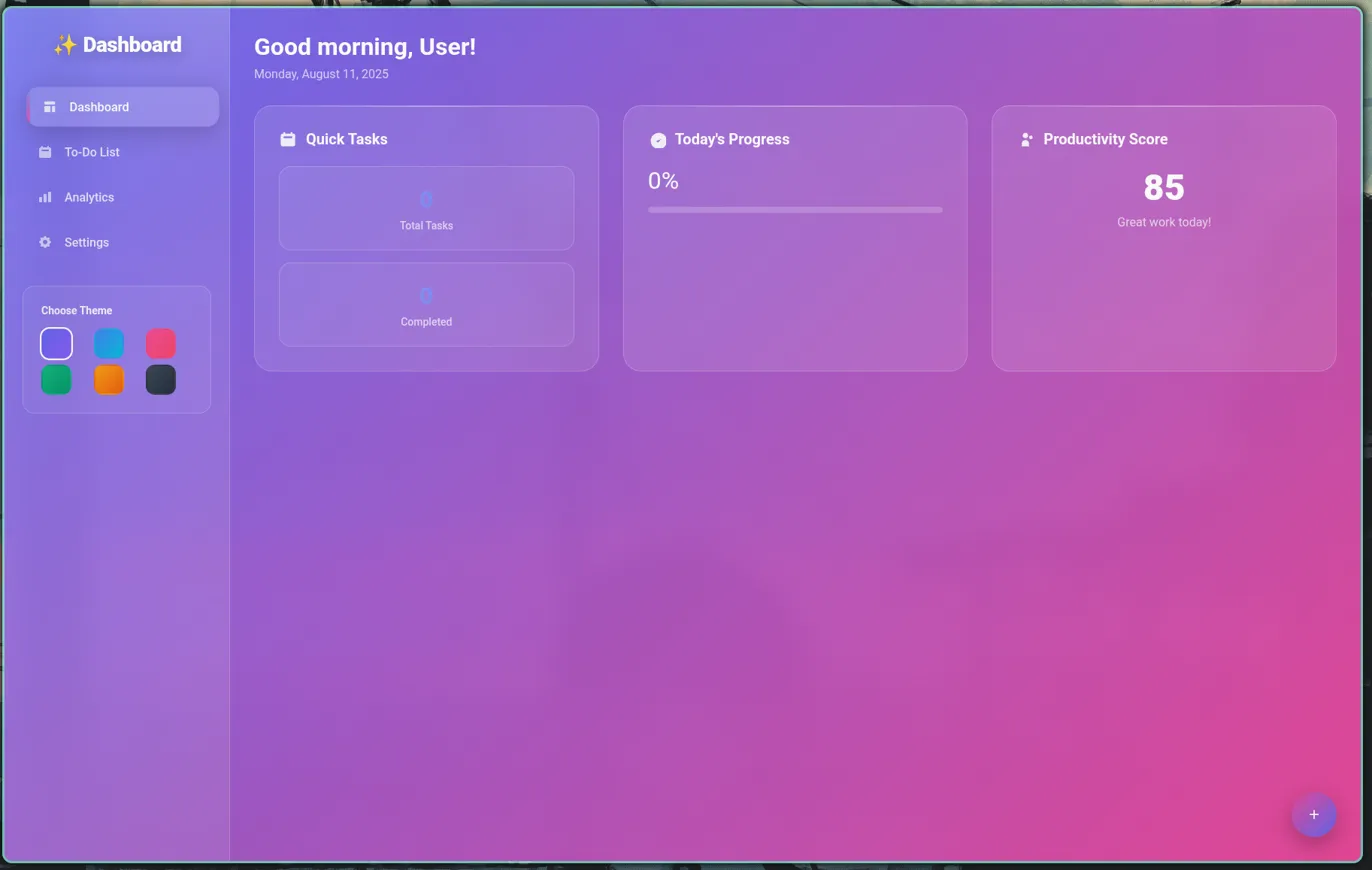 ✨ Dashboard
Dashboard
To-Do List
Analytics
Settings
Choose Theme
Good morning, User!
Monday, August 11, 2025
Quick Tasks
0
Total Tasks
0
Completed
Today's Progress
0%
Productivity Score
85
Great work today!
+